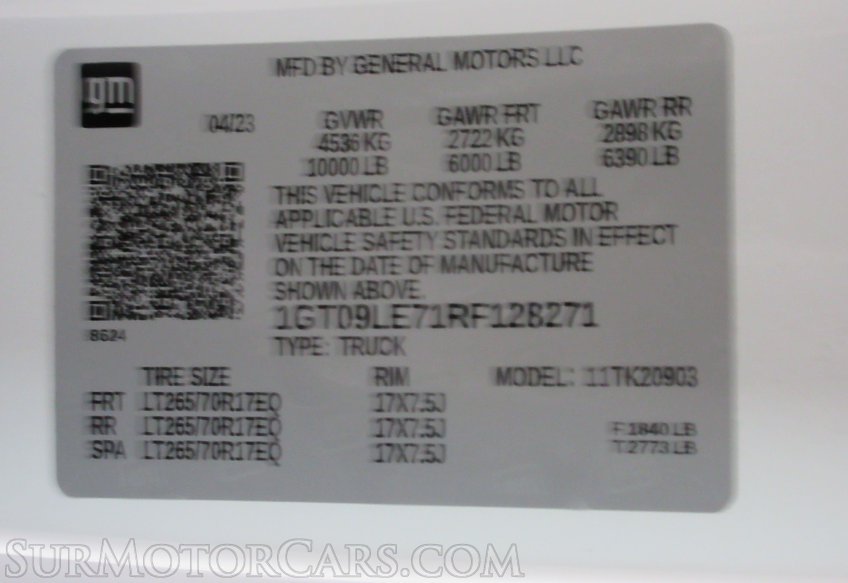 gm
MFD BY GENERAL MOTORS LLC
04/23 GVWR GAWR FRT GAWR RR
4536 KG 2722 KG 2898 KG
10000 LB 6000 LB 6390 LB
THIS VEHICLE CONFORMS TO ALL
APPLICABLE U.S. FEDERAL MOTOR
VEHICLE SAFETY STANDARDS IN EFFECT
ON THE DATE OF MANUFACTURE
SHOWN ABOVE.
1GT09LE71RF128271
8624
TYPE: TRUCK
TIRE SIZE RIM MODEL: 11TK20903
FRT LT265/70R17EQ 17X7.5J
RR LT265/70R17EQ 17X7.5J F1840 LB
SPA LT265/70R17EQ 17X7.5J T2773 LB
SurMotorCars.com